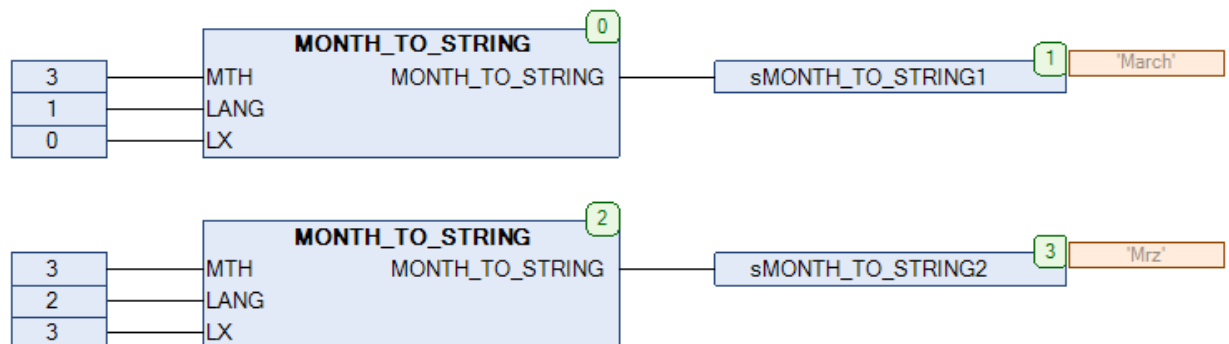 0
MONTH_TO_STRING
3 MTH MONTH_TO_STRING sMONTH_TO_STRING1 1 'March'
1 LANG
0 LX
2
MONTH_TO_STRING
3 MTH MONTH_TO_STRING sMONTH_TO_STRING2 3 'Mrz'
2 LANG
3 LX